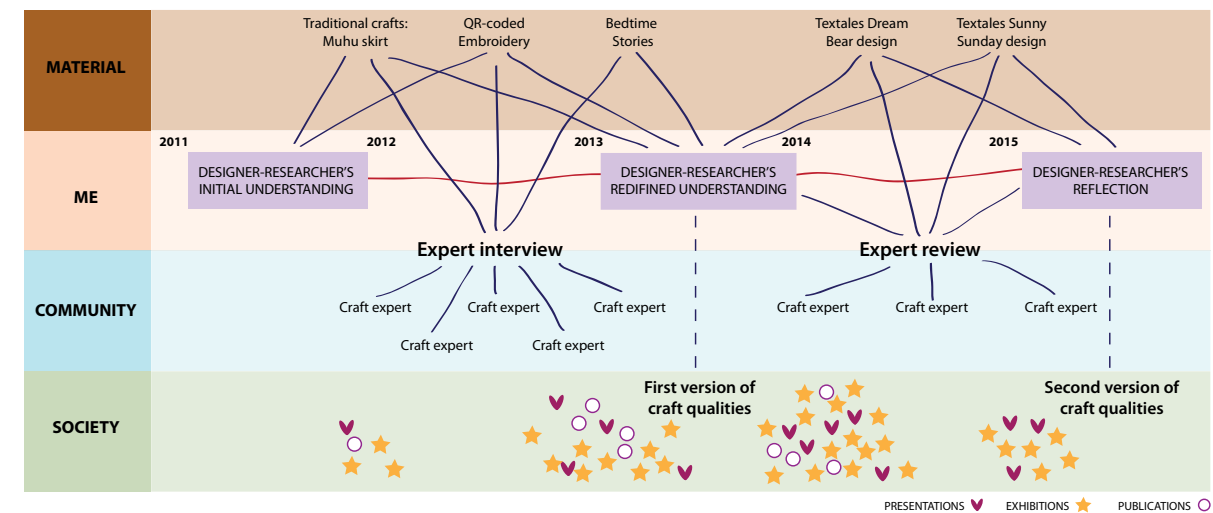 Traditional crafts:
Muhu skirt
QR-coded
Embroidery
Bedtime
Stories
Textales Dream
Bear design
Textales Sunny
Sunday design
MATERIAL
2011
2012
2013
2014
2015
ME
DESIGNER-RESEARCHER'S
INITIAL UNDERSTANDING
DESIGNER-RESEARCHER'S
REDIFINED UNDERSTANDING
DESIGNER-RESEARCHER'S
REFLECTION
Expert interview
Expert review
COMMUNITY
Craft expert
Craft expert
Craft expert
Craft expert
Craft expert
Craft expert
Craft expert
Craft expert
SOCIETY
First version of
craft qualities
Second version of
craft qualities
PRESENTATIONS
EXHIBITIONS
PUBLICATIONS